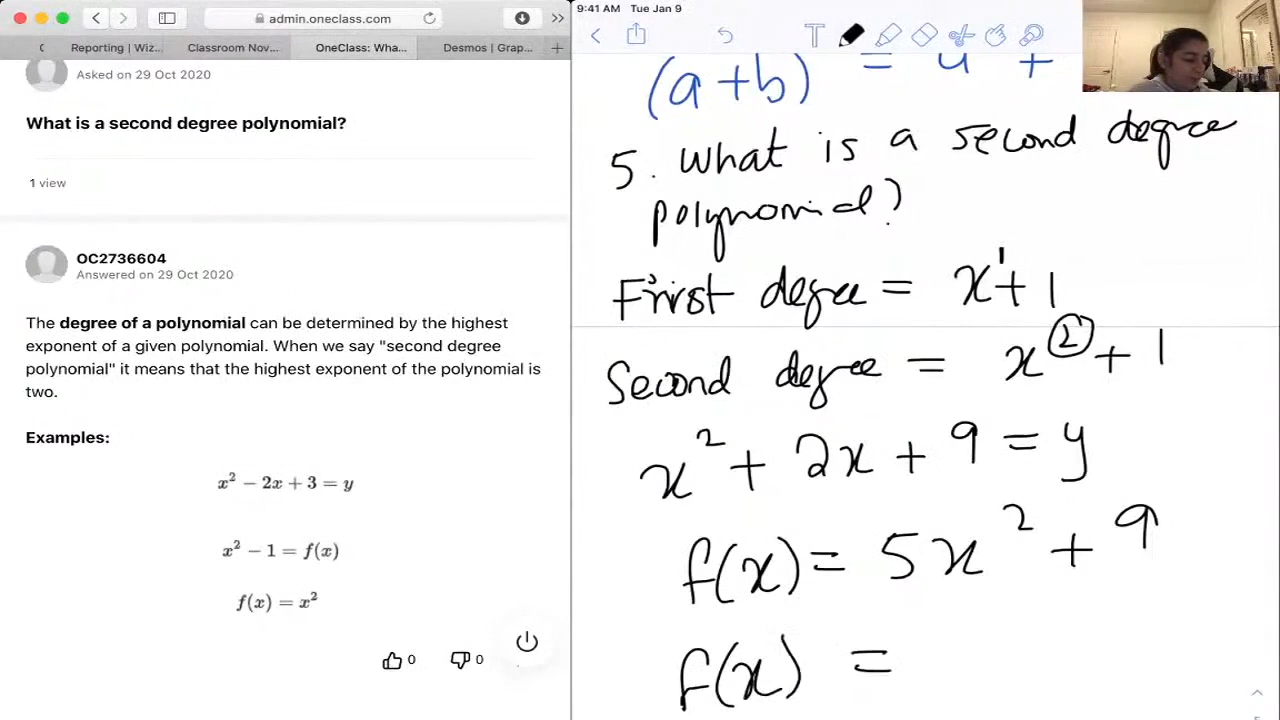 admin.oneclass.com
Reporting | Wiz...
Classroom Nov...
OneClass: Wha...
Desmos | Grap...
Asked on 29 Oct 2020
What is a second degree polynomial?
1 view
OC2736604
Answered on 29 Oct 2020
The degree of a polynomial can be determined by the highest
exponent of a given polynomial. When we say "second degree
polynomial" it means that the highest exponent of the polynomial is
two.
Examples:
x² − 2x + 3 = y
x² − 1 = f(x)
f(x) = x²
0
0
9:41 AM Tue Jan 9
(a+b) = +
5. What is a second degree
polynomial?
First degree = x¹+ 1
Second degree = x² + 1
x² + 2x + 9 = y
f(x) = 5x² + 9
f(x) =